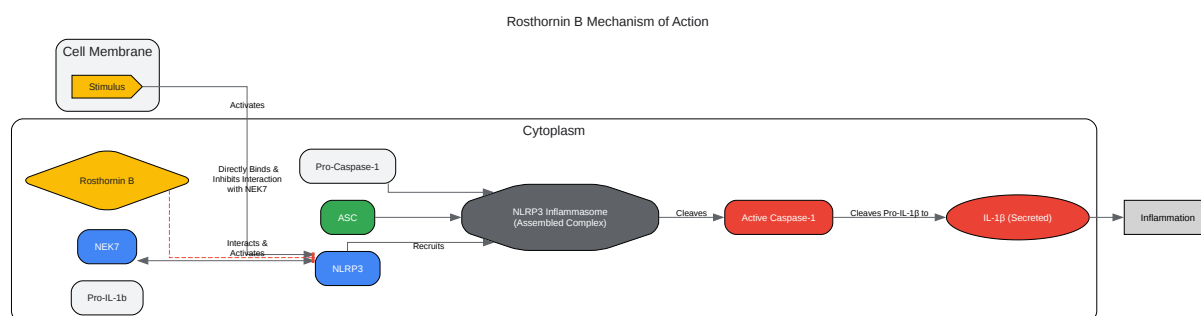 Rosthornin B Mechanism of Action
Cell Membrane
Stimulus
Activates
Cytoplasm
Rosthornin B
Directly Binds &
Inhibits Interaction
with NEK7
Pro-Caspase-1
ASC
NLRP3 Inflammasome
(Assembled Complex)
Cleaves
Active Caspase-1
Cleaves Pro-IL-1β to
IL-1β (Secreted)
Inflammation
NEK7
Interacts &
Activates
NLRP3
Recruits
Pro-IL-1b